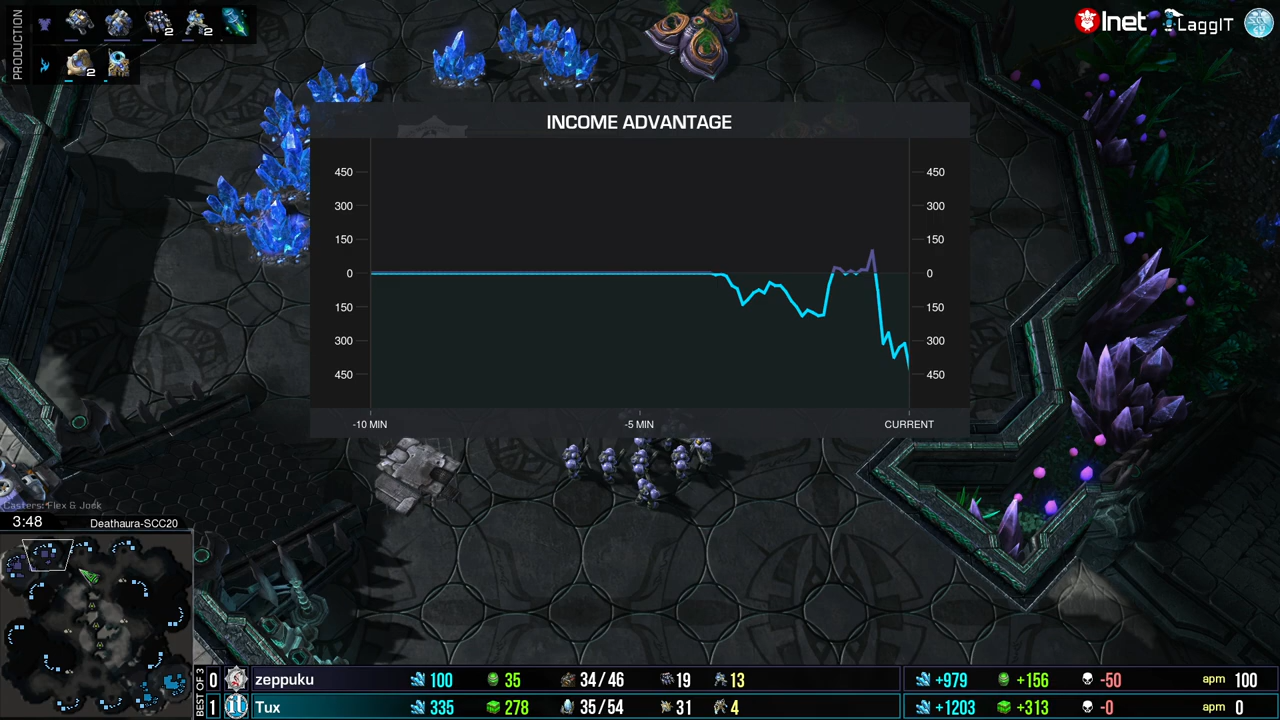 PRODUCTION
2
2
2
Inet
LAGGIT
INCOME ADVANTAGE
450 450
300 300
150 150
0 0
150 150
300 300
450 450
-10 MIN -5 MIN CURRENT
Casters: Flex & Jock
3:48 Deathaura-SCC20
BEST OF 3
0 zeppuku 100 35 34/46 19 13 +979 +156 -50 apm 100
1 Tux 335 278 35/54 31 4 +1203 +313 -0 apm 0